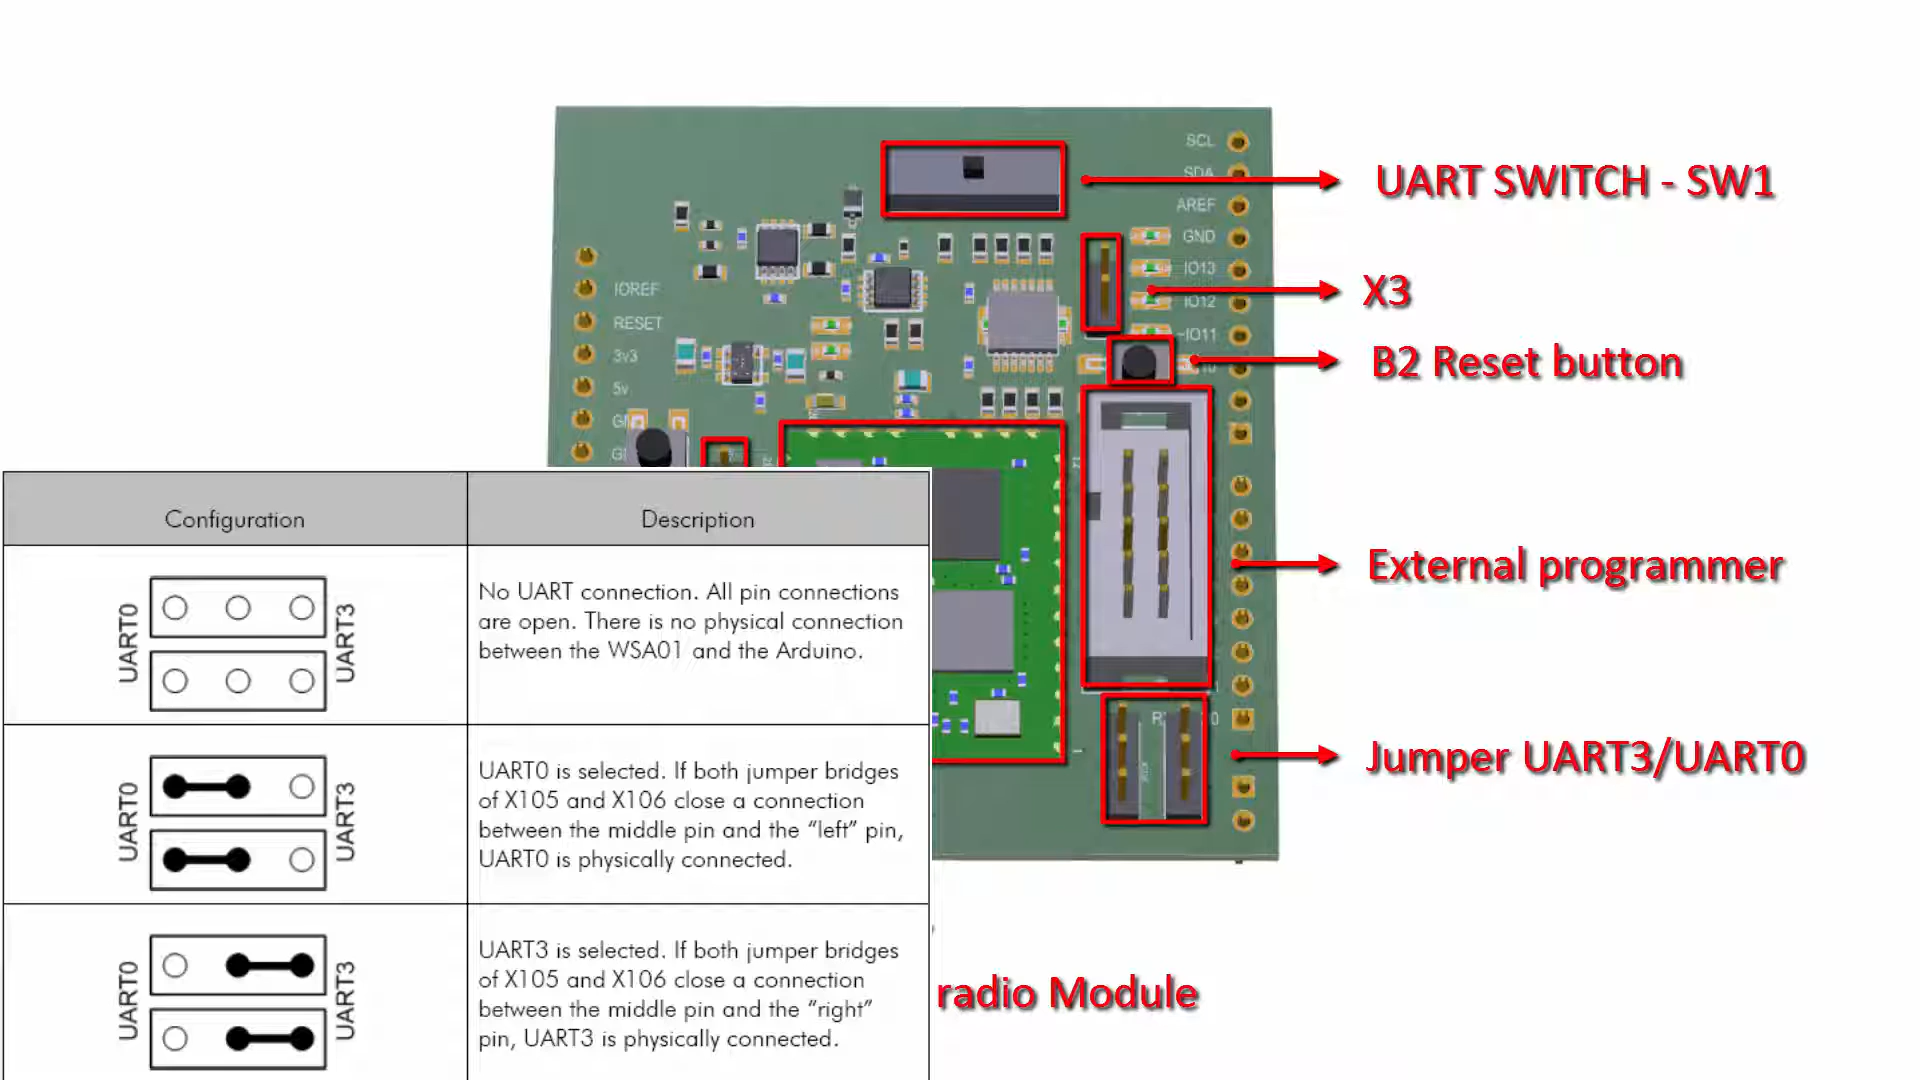 SCL
SDA
UART SWITCH - SW1
AREF
GND
IO13
X3
IOREF
IO12
RESET
~IO11
3v3
B2 Reset button
5v
External programmer
Jumper UART3/UART0
radio Module
Configuration
Description
UART0
UART3
No UART connection. All pin connections
are open. There is no physical connection
between the WSA01 and the Arduino.
UART0
UART3
UART0 is selected. If both jumper bridges
of X105 and X106 close a connection
between the middle pin and the "left" pin,
UART0 is physically connected.
UART0
UART3
UART3 is selected. If both jumper bridges
of X105 and X106 close a connection
between the middle pin and the "right"
pin, UART3 is physically connected.